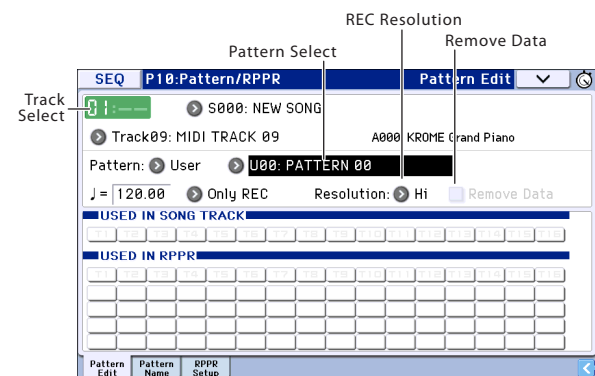 REC Resolution
Remove Data
Pattern Select
SEQ P10:Pattern/RPPR Pattern Edit
Track Select
01:-- S000: NEW SONG
Track09: MIDI TRACK 09 A000 KROME Grand Piano
Pattern: User U00: PATTERN 00
♩= 120.00 Only REC Resolution: Hi Remove Data
USED IN SONG TRACK
T1 T2 T3 T4 T5 T6 T7 T8 T9 T10 T11 T12 T13 T14 T15 T16
USED IN RPPR
T1 T2 T3 T4 T5 T6 T7 T8 T9 T10 T11 T12 T13 T14 T15 T16
Pattern Edit Pattern Name RPPR Setup